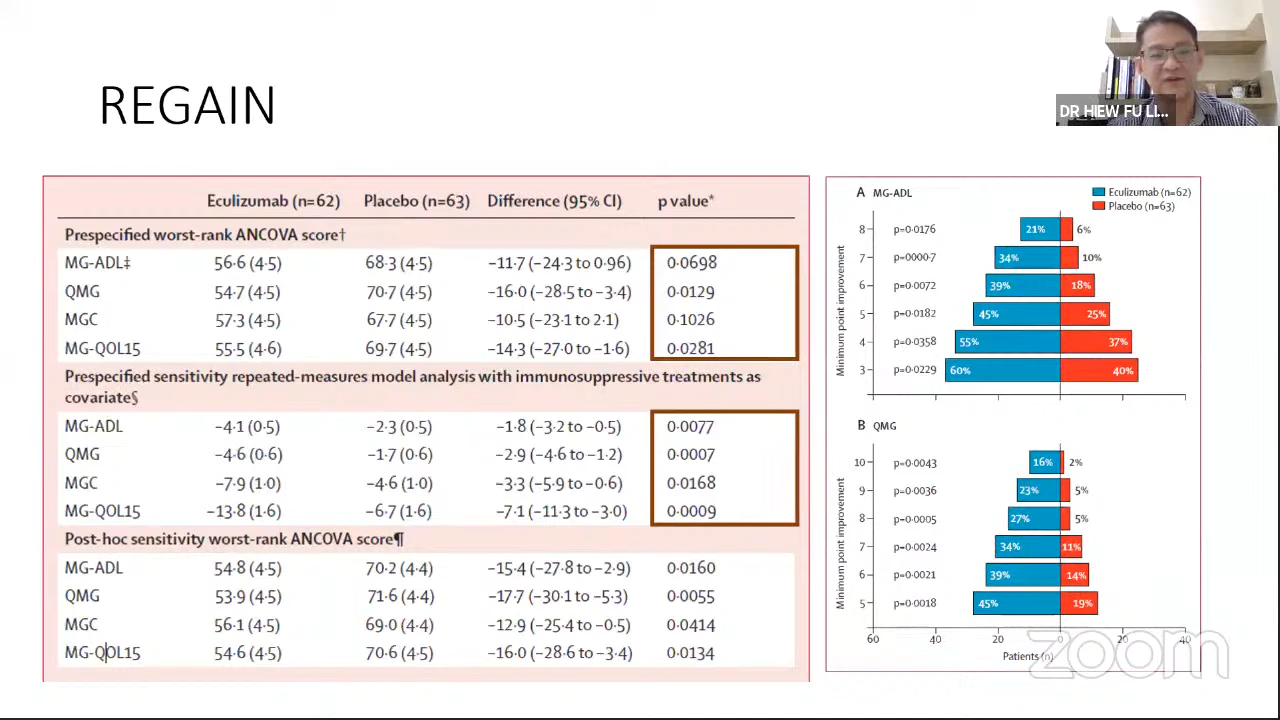 REGAIN
DR HIEW FU LI...
Eculizumab (n=62) Placebo (n=63) Difference (95% CI) p value*
Prespecified worst-rank ANCOVA score†
MG-ADL‡ 56·6 (4·5) 68·3 (4·5) −11·7 (−24·3 to 0·96) 0·0698
QMG 54·7 (4·5) 70·7 (4·5) −16·0 (−28·5 to −3·4) 0·0129
MGC 57·3 (4·5) 67·7 (4·5) −10·5 (−23·1 to 2·1) 0·1026
MG-QOL15 55·5 (4·6) 69·7 (4·5) −14·3 (−27·0 to −1·6) 0·0281
Prespecified sensitivity repeated-measures model analysis with immunosuppressive treatments as
covariate§
MG-ADL −4·1 (0·5) −2·3 (0·5) −1·8 (−3·2 to −0·5) 0·0077
QMG −4·6 (0·6) −1·7 (0·6) −2·9 (−4·6 to −1·2) 0·0007
MGC −7·9 (1·0) −4·6 (1·0) −3·3 (−5·9 to −0·6) 0·0168
MG-QOL15 −13·8 (1·6) −6·7 (1·6) −7·1 (−11·3 to −3·0) 0·0009
Post-hoc sensitivity worst-rank ANCOVA score¶
MG-ADL 54·8 (4·5) 70·2 (4·4) −15·4 (−27·8 to −2·9) 0·0160
QMG 53·9 (4·5) 71·6 (4·4) −17·7 (−30·1 to −5·3) 0·0055
MGC 56·1 (4·5) 69·0 (4·4) −12·9 (−25·4 to −0·5) 0·0414
MG-QOL15 54·6 (4·5) 70·6 (4·5) −16·0 (−28·6 to −3·4) 0·0134
A MG-ADL
Eculizumab (n=62)
Placebo (n=63)
Minimum point improvement
8 p=0·0176 21% 6%
7 p=0000·7 34% 10%
6 p=0·0072 39% 18%
5 p=0·0182 45% 25%
4 p=0·0358 55% 37%
3 p=0·0229 60% 40%
B QMG
Minimum point improvement
10 p=0·0043 16% 2%
9 p=0·0036 23% 5%
8 p=0·0005 27% 5%
7 p=0·0024 34% 11%
6 p=0·0021 39% 14%
5 p=0·0018 45% 19%
60 40 20 0 20 40
Patients (n)
zoom